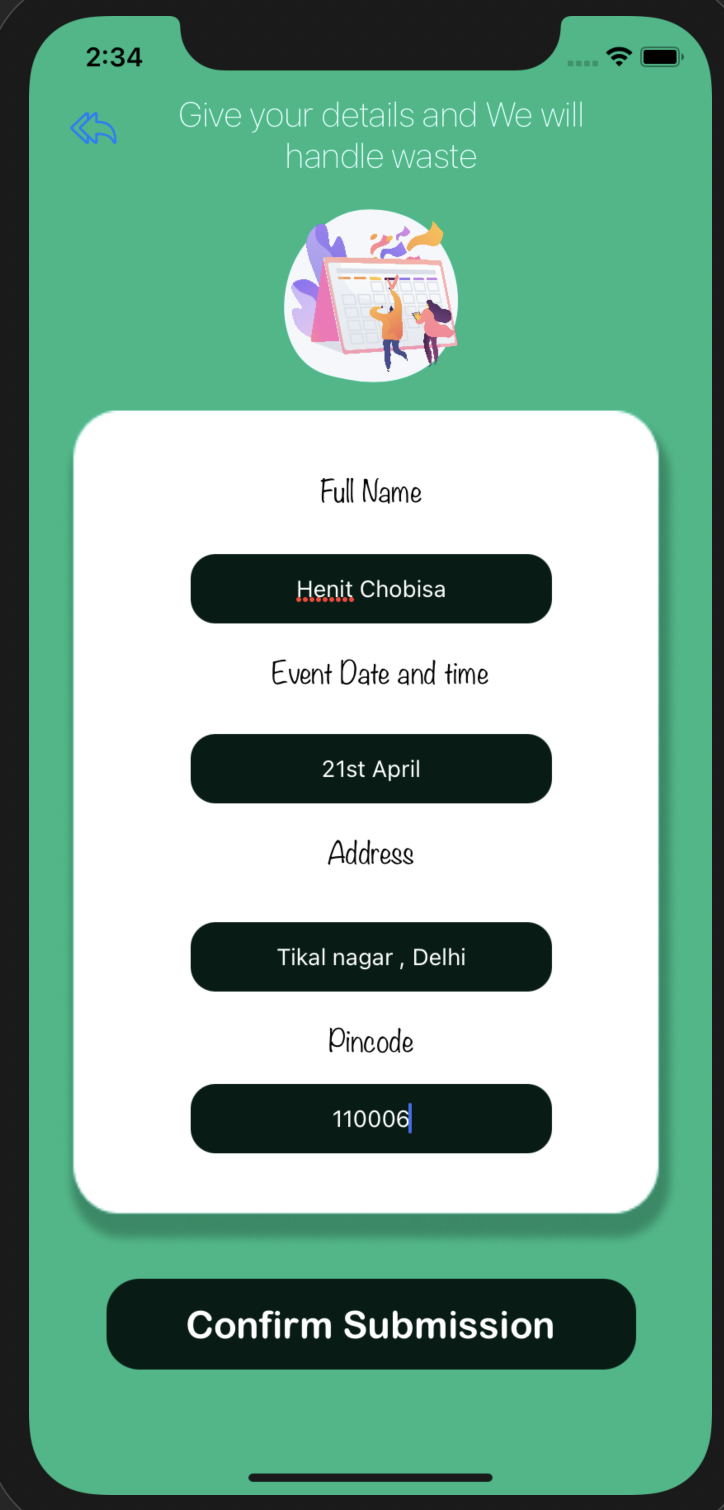 2:34
Give your details and We will
handle waste
Full Name
Henit Chobisa
Event Date and time
21st April
Address
Tikal nagar , Delhi
Pincode
110006
Confirm Submission